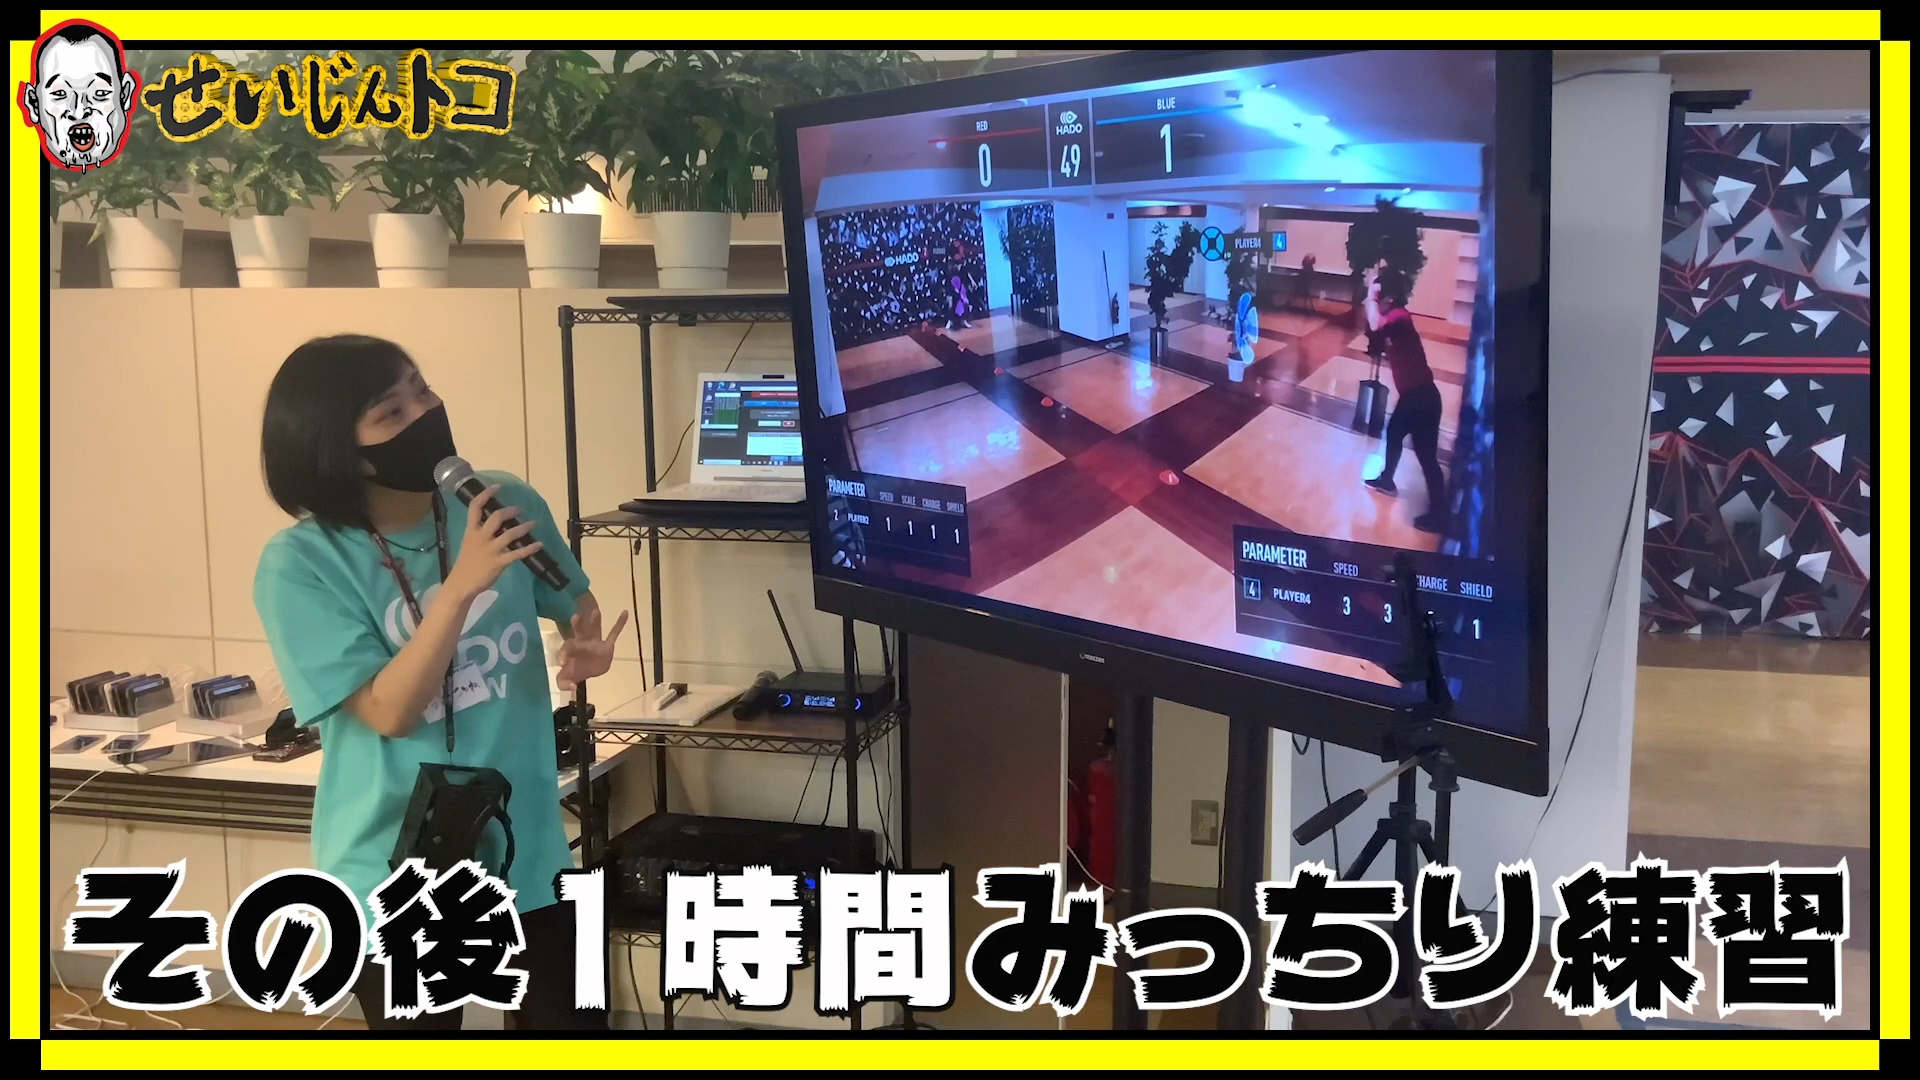 せいじんトコ
RED
0
HADO
49
BLUE
1
HADO
PLAYER4 4
PARAMETER SPEED SCALE CHARGE SHIELD
2 PLAYER2 1 1 1 1
PARAMETER SPEED CHARGE SHIELD
4 PLAYER4 3 3 1
その後1時間みっちり練習